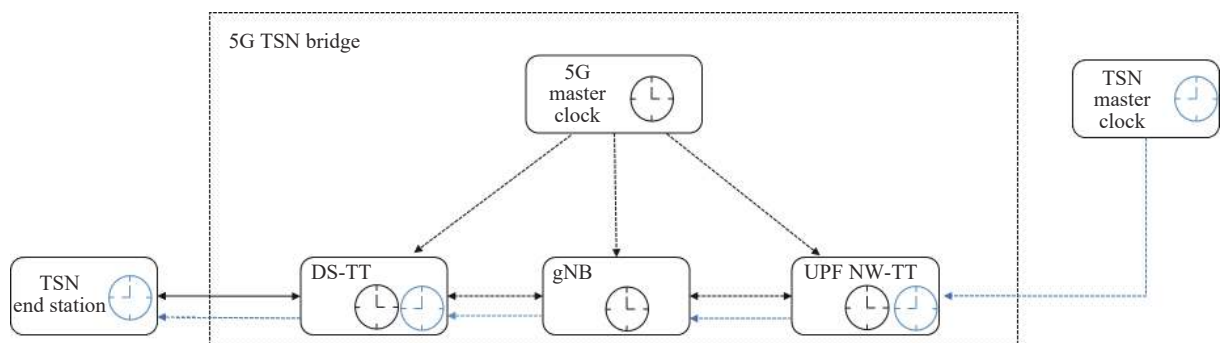 5G TSN bridge
5G
master
clock
TSN
master
clock
TSN
end station
DS-TT
gNB
UPF NW-TT